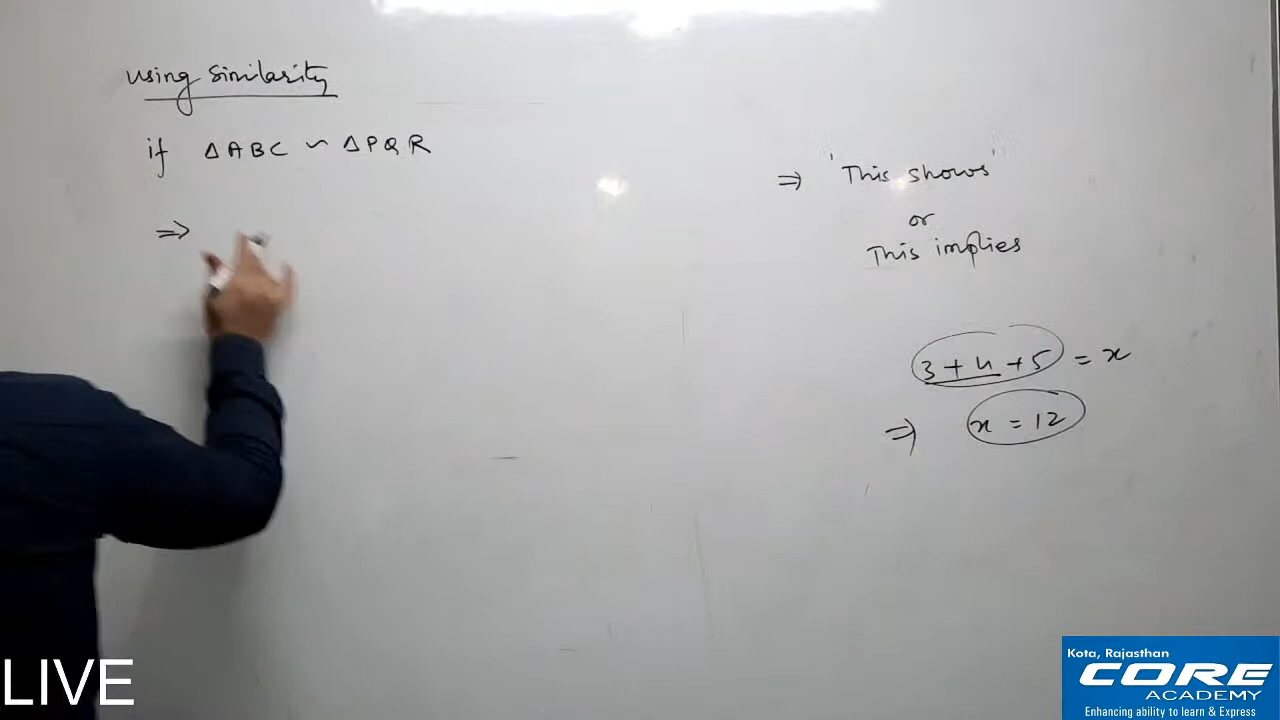 using Similarity
if ΔABC ~ ΔPQR
⇒
⇒ 'This shows'
or
This implies
3+4+5 = x
⇒ x = 12
LIVE
Kota, Rajasthan
CORE
ACADEMY
Enhancing ability to learn & Express